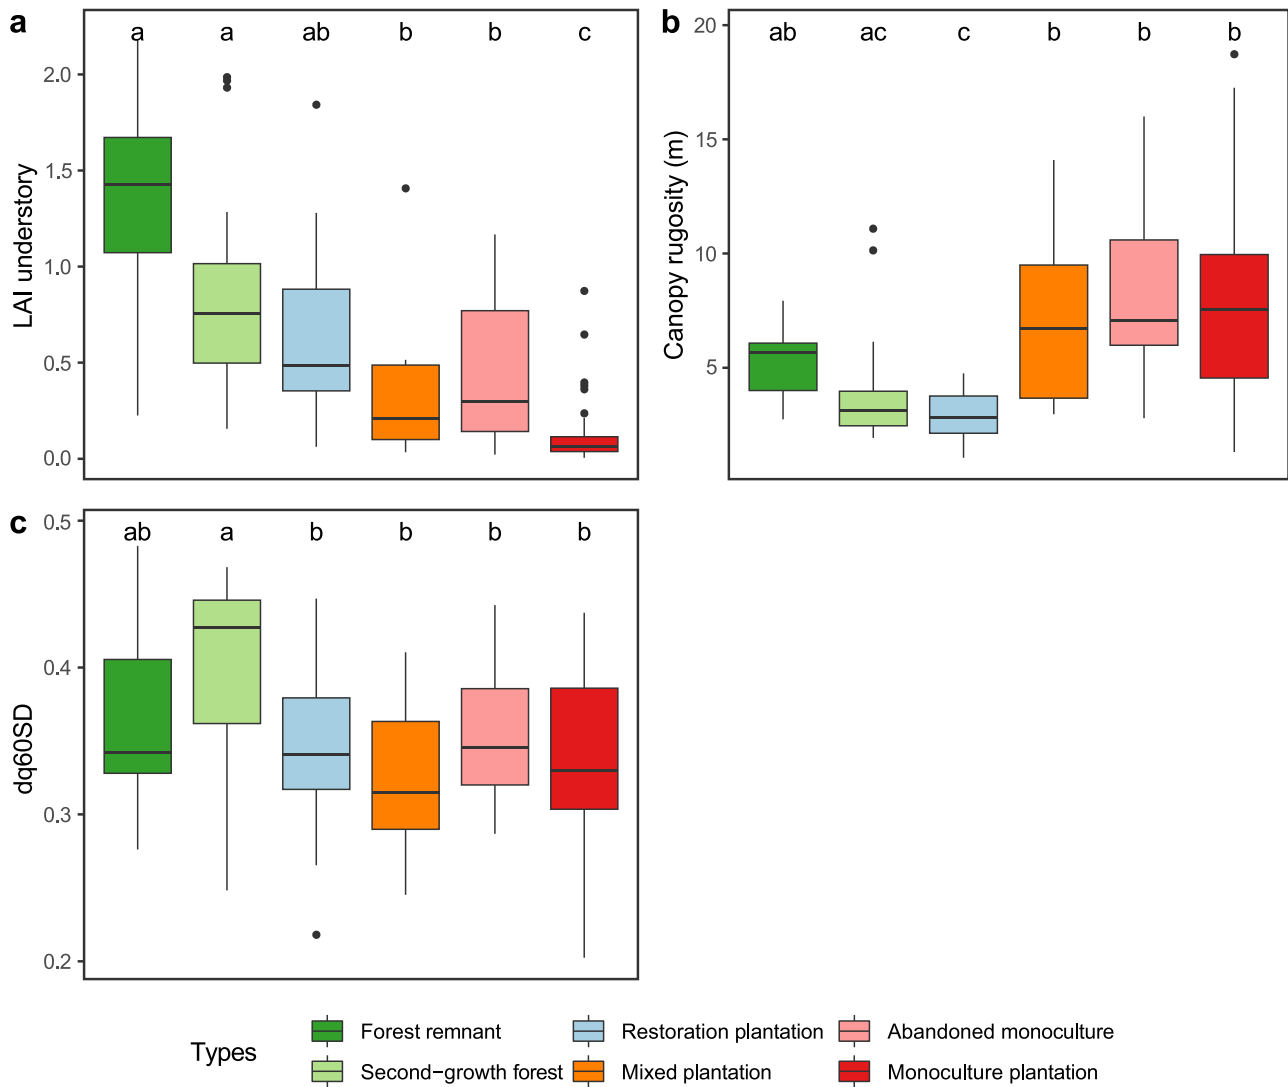 a
a a ab b b c
2.0
1.5
1.0
0.5
0.0
LAI understory
b
ab ac c b b b
20
15
10
5
Canopy rugosity (m)
c
ab a b b b b
0.5
0.4
0.3
0.2
dq60SD
Types
Forest remnant
Restoration plantation
Abandoned monoculture
Second−growth forest
Mixed plantation
Monoculture plantation